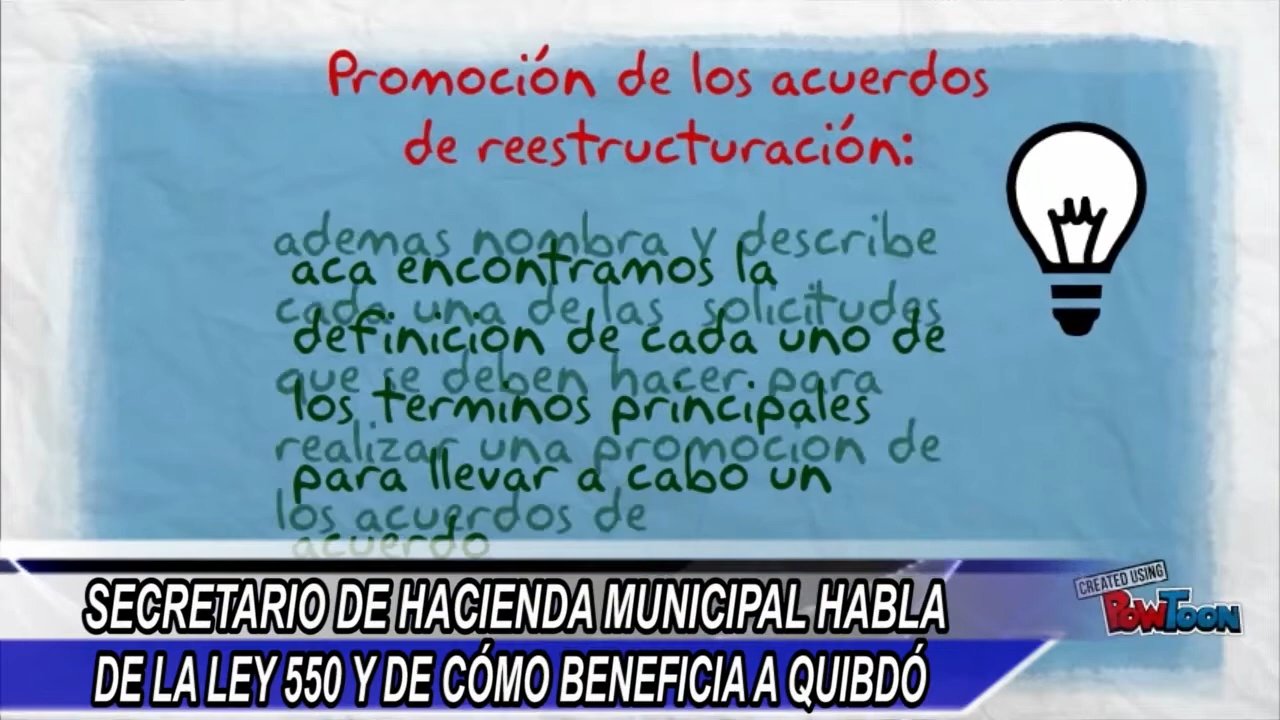 Promoción de los acuerdos
de reestructuración:
ademas nombra y describe
cada una de las solicitudes
que se deben hacer para
realizar una promocion de
los acuerdos de
aca encontramos la
definición de cada uno de
los terminos principales
para llevar a cabo un
acuerdo
SECRETARIO DE HACIENDA MUNICIPAL HABLA
DE LA LEY 550 Y DE CÓMO BENEFICIA A QUIBDÓ
CREATED USING
POWTOON